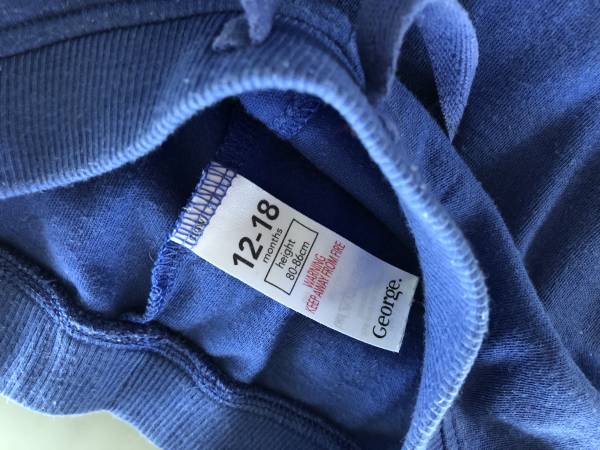 12-18
months
height
80-86cm
WARNING
KEEP AWAY FROM FIRE
George.